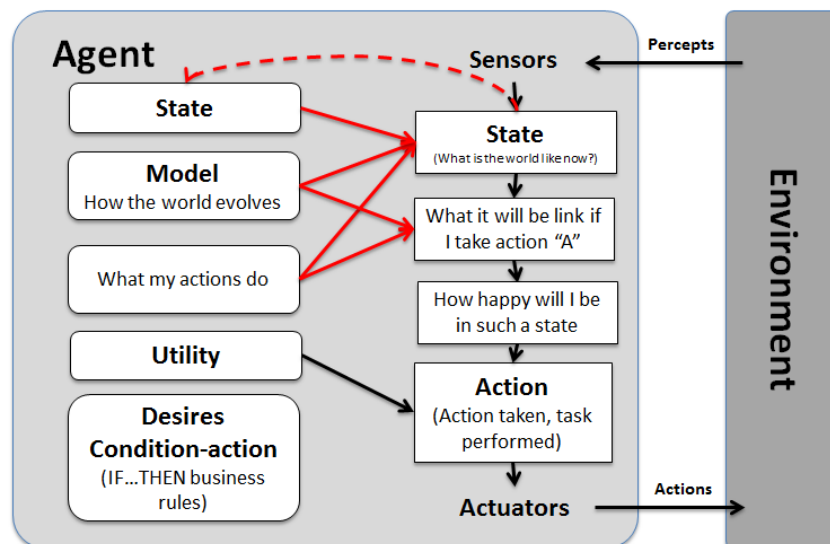 Agent
State
Model
How the world evolves
What my actions do
Utility
Desires
Condition-action
(IF...THEN business
rules)
Sensors
State
(What is the world like now?)
What it will be link if
I take action “A”
How happy will I be
in such a state
Action
(Action taken, task
performed)
Actuators
Percepts
Actions
Environment